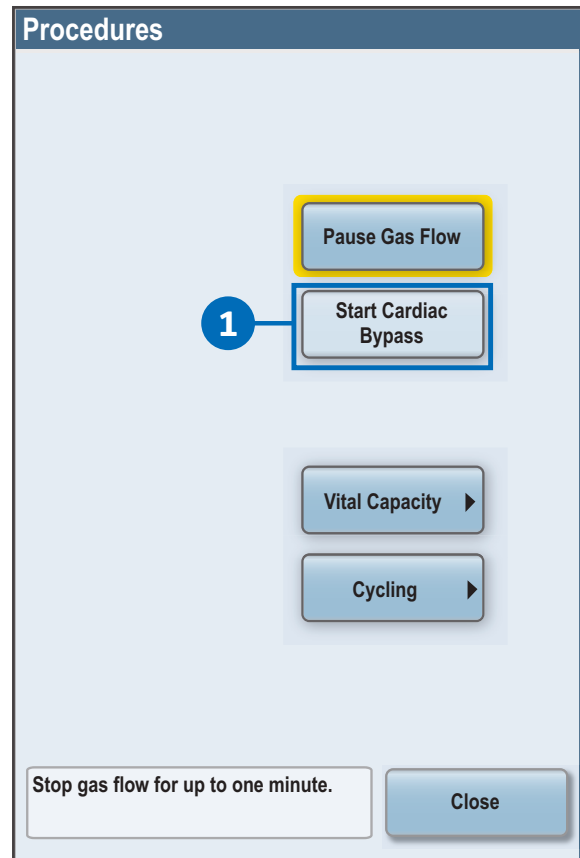 Procedures
Pause Gas Flow
1
Start Cardiac
Bypass
Vital Capacity
Cycling
Stop gas flow for up to one minute.
Close